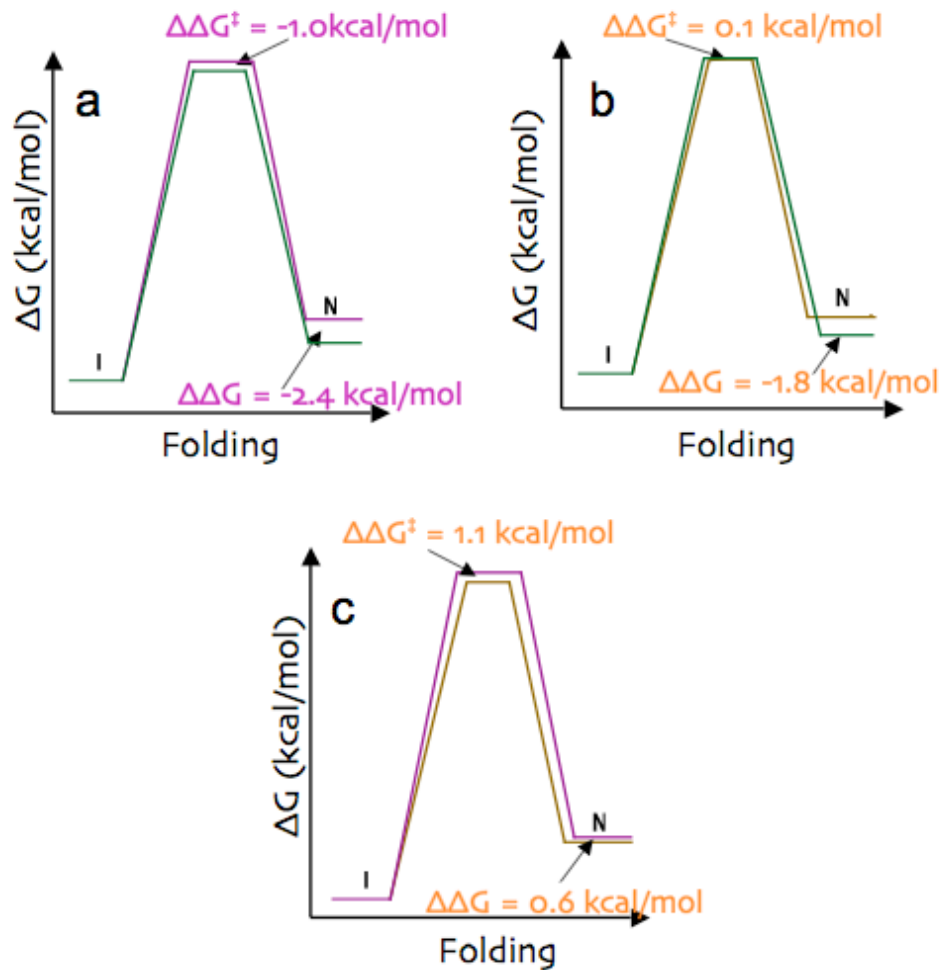 ΔΔG‡ = -1.0kcal/mol
a
ΔG (kcal/mol)
I
N
ΔΔG = -2.4 kcal/mol
Folding
ΔΔG‡ = 0.1 kcal/mol
b
ΔG (kcal/mol)
I
N
ΔΔG = -1.8 kcal/mol
Folding
ΔΔG‡ = 1.1 kcal/mol
c
ΔG (kcal/mol)
I
N
ΔΔG = 0.6 kcal/mol
Folding